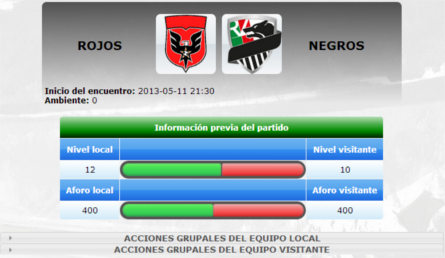 ROJOS
NEGROS
Inicio del encuentro: 2013-05-11 21:30
Ambiente: 0
Información previa del partido
Nivel local Nivel visitante
12 10
Aforo local Aforo visitante
400 400
ACCIONES GRUPALES DEL EQUIPO LOCAL
ACCIONES GRUPALES DEL EQUIPO VISITANTE